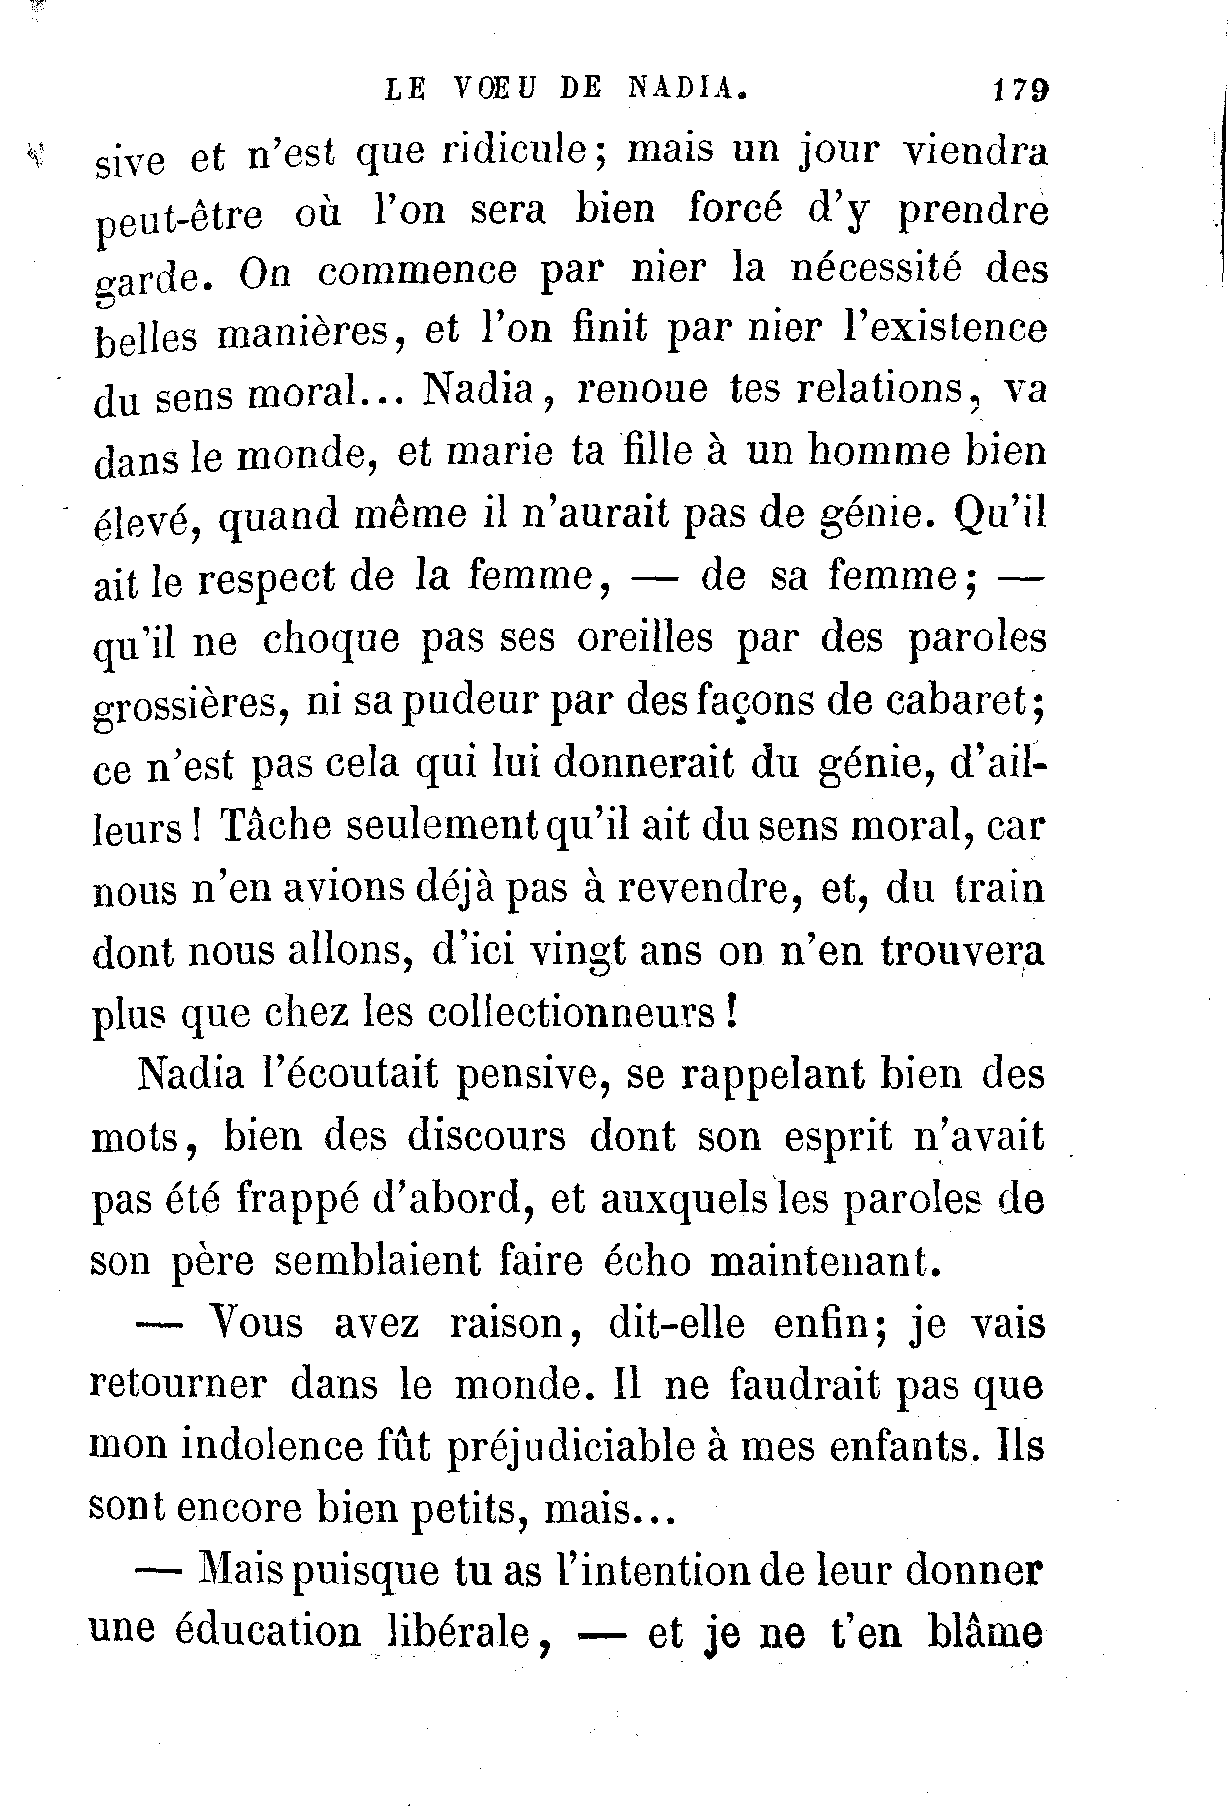 LE VŒU DE NADIA. 179
sive et n'est que ridicule; mais un jour viendra
peut-être où l'on sera bien forcé d'y prendre
garde. On commence par nier la nécessité des
belles manières, et l'on finit par nier l'existence
du sens moral... Nadia, renoue tes relations, va
dans le monde, et marie ta fille à un homme bien
élevé, quand même il n'aurait pas de génie. Qu'il
ait le respect de la femme, — de sa femme; —
qu'il ne choque pas ses oreilles par des paroles
grossières, ni sa pudeur par des façons de cabaret;
ce n'est pas cela qui lui donnerait du génie, d'ail-
leurs! Tâche seulement qu'il ait du sens moral, car
nous n'en avions déjà pas à revendre, et, du train
dont nous allons, d'ici vingt ans on n'en trouvera
plus que chez les collectionneurs!
Nadia l'écoutait pensive, se rappelant bien des
mots, bien des discours dont son esprit n'avait
pas été frappé d'abord, et auxquels les paroles de
son père semblaient faire écho maintenant.
— Vous avez raison, dit-elle enfin; je vais
retourner dans le monde. Il ne faudrait pas que
mon indolence fût préjudiciable à mes enfants. Ils
sont encore bien petits, mais...
— Mais puisque tu as l'intention de leur donner
une éducation libérale, — et je ne t'en blâme